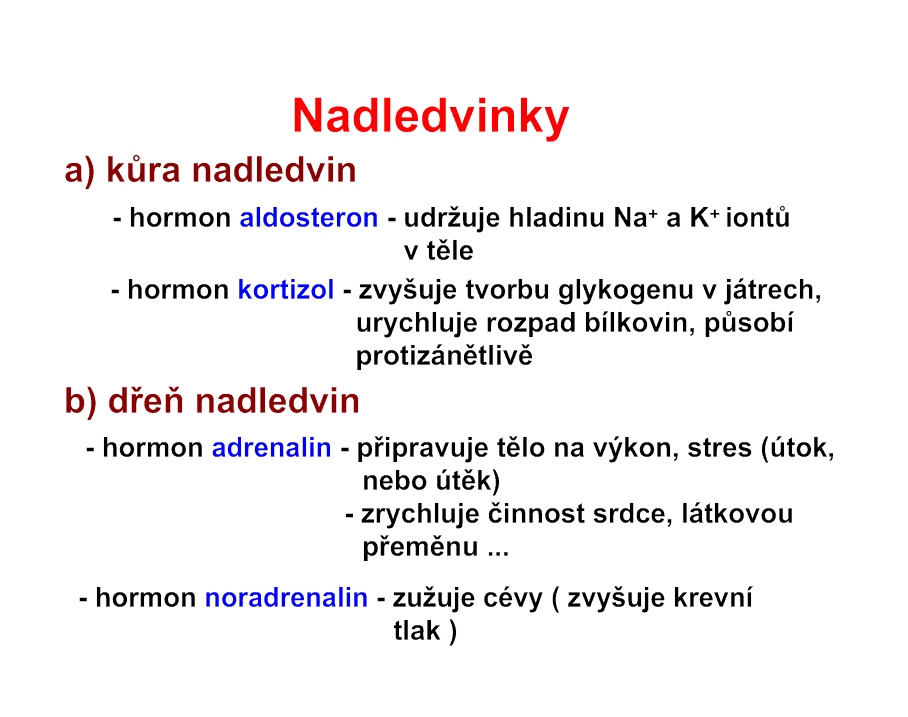 Nadledvinky
a) kůra nadledvin
- hormon aldosteron - udržuje hladinu Na⁺ a K⁺ iontů
v těle
- hormon kortizol - zvyšuje tvorbu glykogenu v játrech,
urychluje rozpad bílkovin, působí
protizánětlivě
b) dřeň nadledvin
- hormon adrenalin - připravuje tělo na výkon, stres (útok,
nebo útěk)
- zrychluje činnost srdce, látkovou
přeměnu ...
- hormon noradrenalin - zužuje cévy ( zvyšuje krevní
tlak )